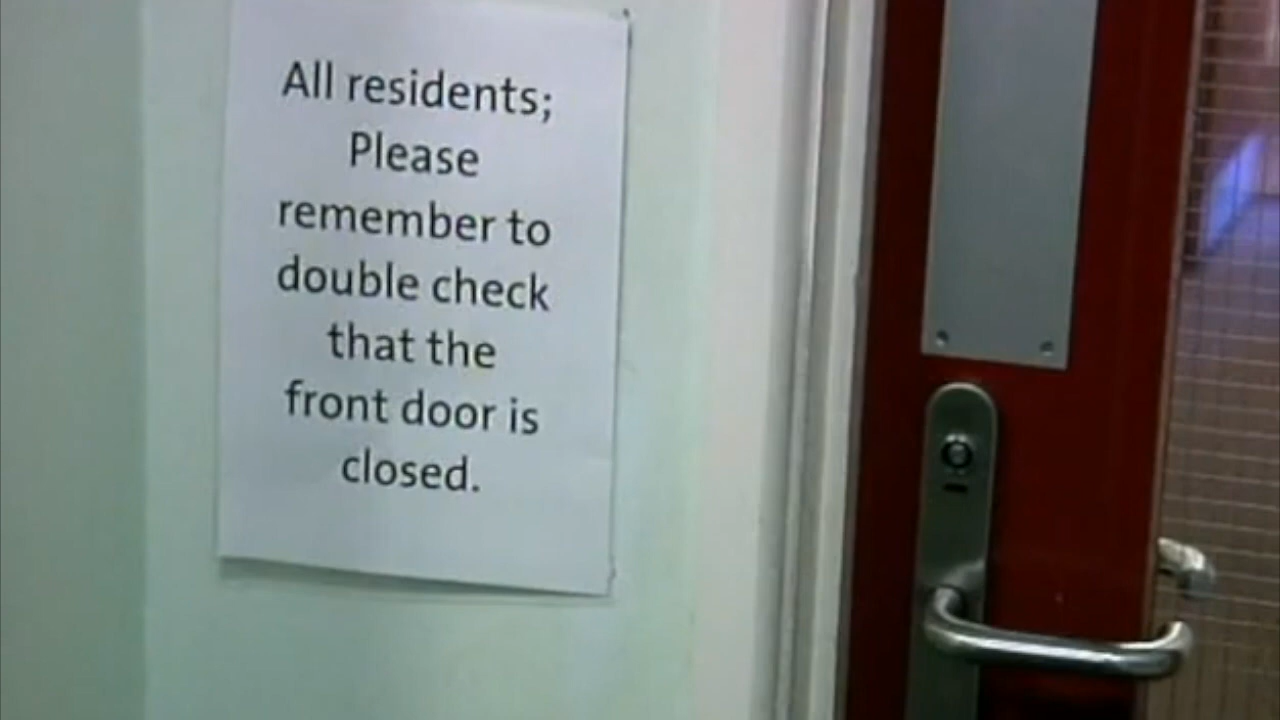 All residents;
Please
remember to
double check
that the
front door is
closed.